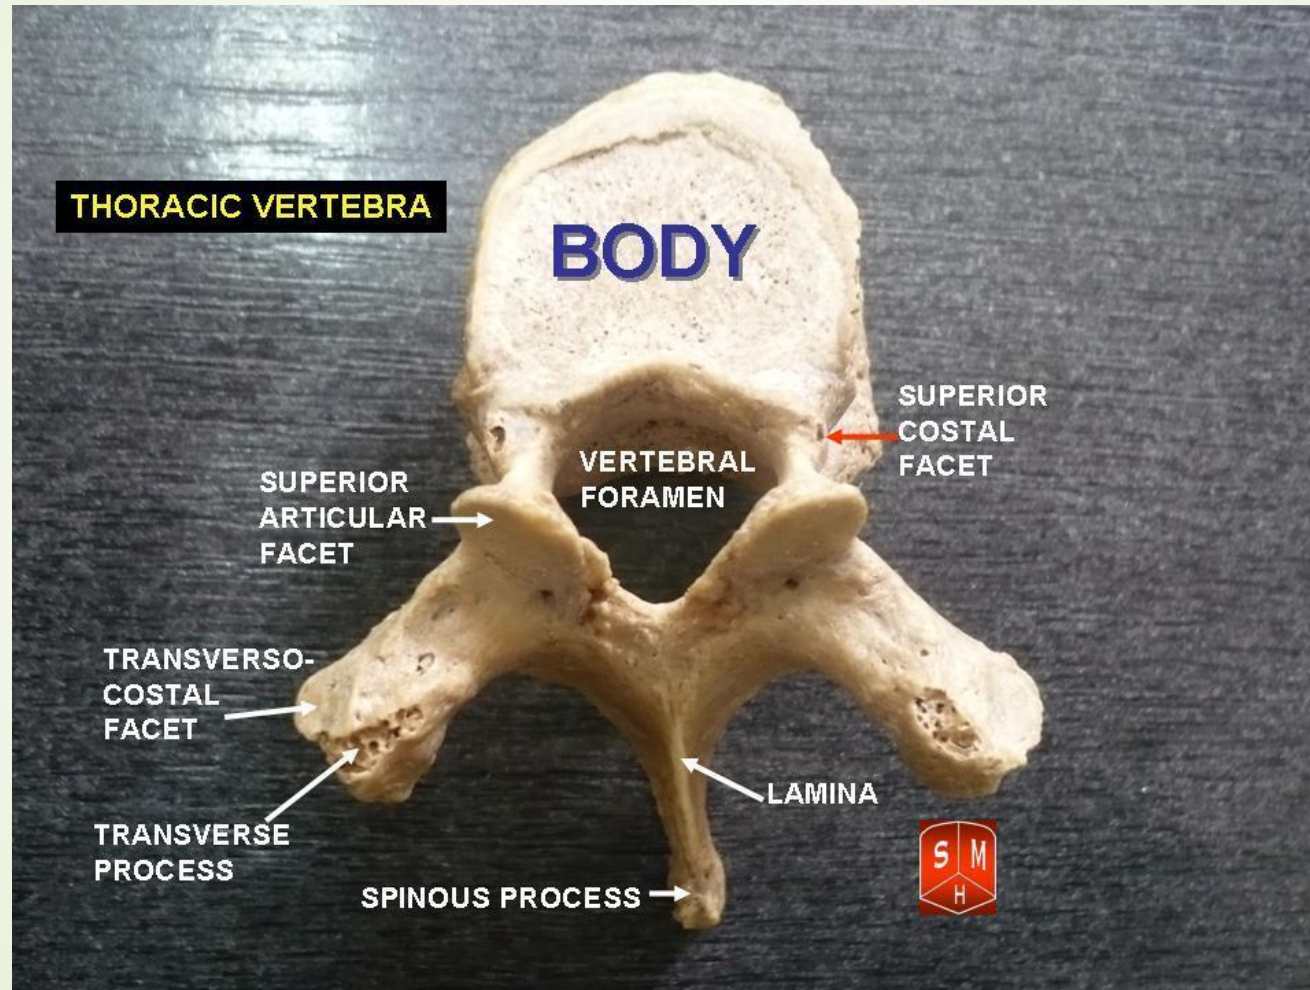 THORACIC VERTEBRA
BODY
SUPERIOR
COSTAL
FACET
VERTEBRAL
FORAMEN
SUPERIOR
ARTICULAR
FACET
TRANSVERSO-
COSTAL
FACET
LAMINA
TRANSVERSE
PROCESS
SPINOUS PROCESS
S M
H